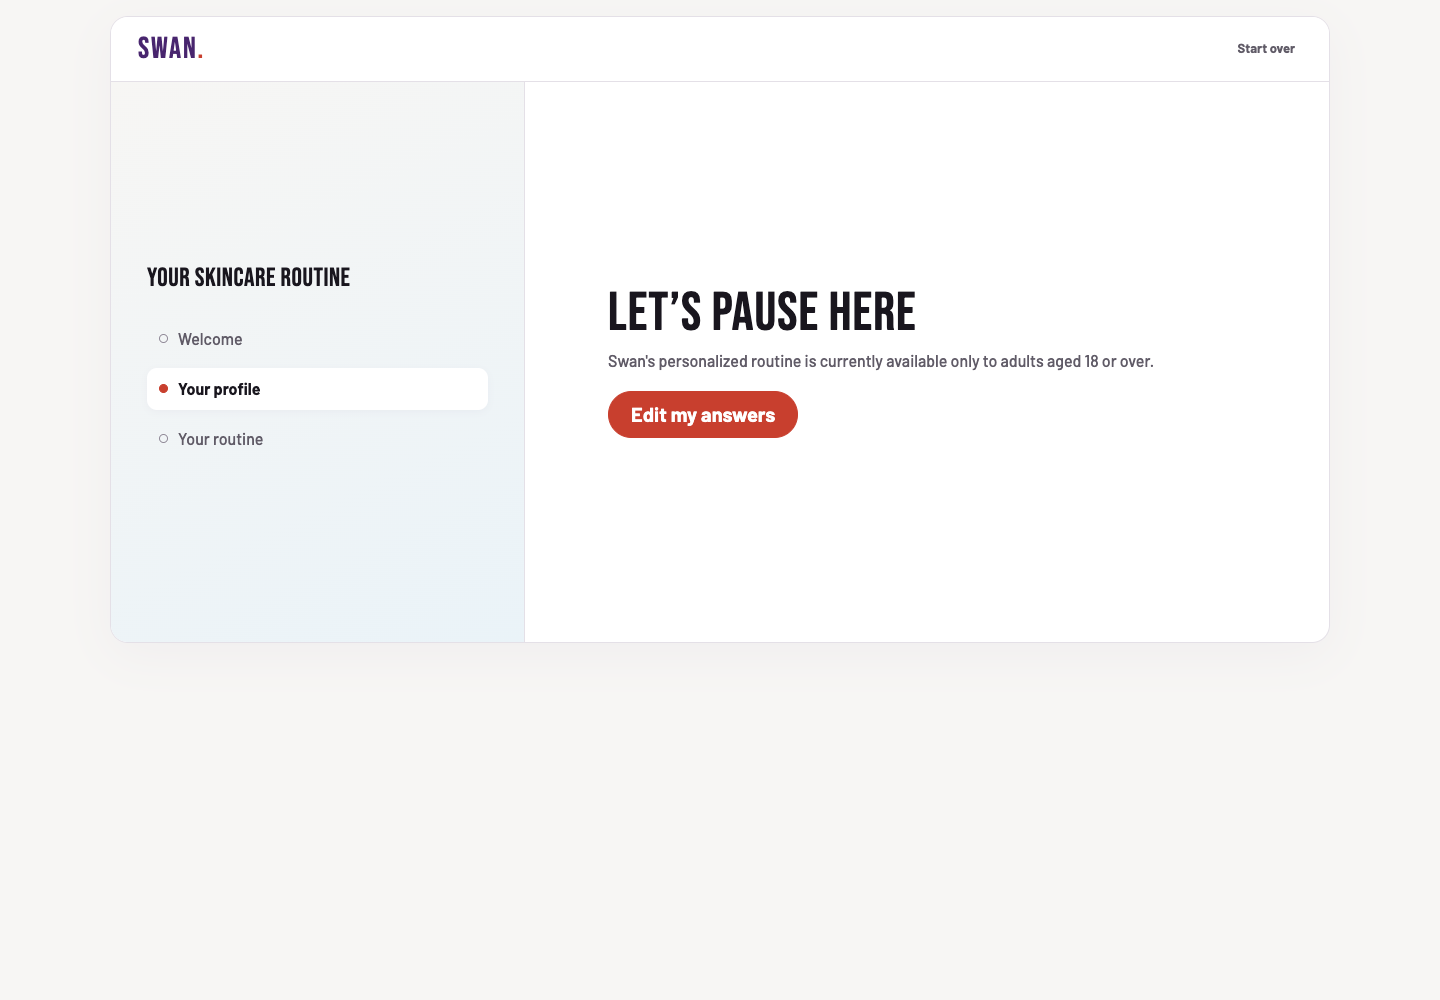 SWAN.
Start over
YOUR SKINCARE ROUTINE
Welcome
Your profile
Your routine
LET’S PAUSE HERE
Swan's personalized routine is currently available only to adults aged 18 or over.
Edit my answers